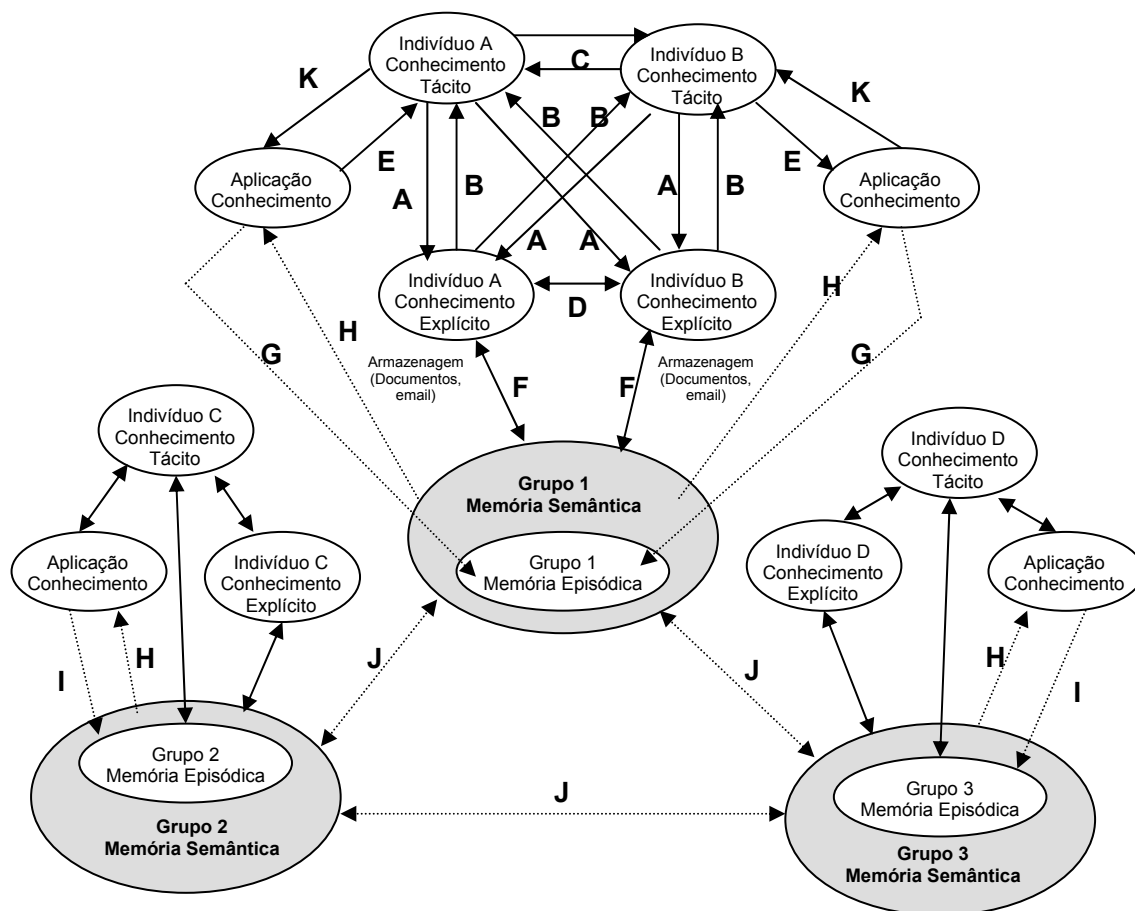 Indivíduo A
Conhecimento
Tácito
Indivíduo B
Conhecimento
Tácito
C
K
K
B
B
E
E
Aplicação
Conhecimento
Aplicação
Conhecimento
A
B
A
B
A
A
Indivíduo A
Conhecimento
Explícito
D
Indivíduo B
Conhecimento
Explícito
H
H
G
G
Armazenagem
(Documentos,
email)
Armazenagem
(Documentos,
email)
F
F
Indivíduo C
Conhecimento
Tácito
Indivíduo D
Conhecimento
Tácito
Grupo 1
Memória Semântica
Grupo 1
Memória Episódica
Aplicação
Conhecimento
Indivíduo C
Conhecimento
Explícito
Indivíduo D
Conhecimento
Explícito
Aplicação
Conhecimento
I
H
J
J
H
I
Grupo 2
Memória Episódica
Grupo 2
Memória Semântica
J
Grupo 3
Memória Episódica
Grupo 3
Memória Semântica